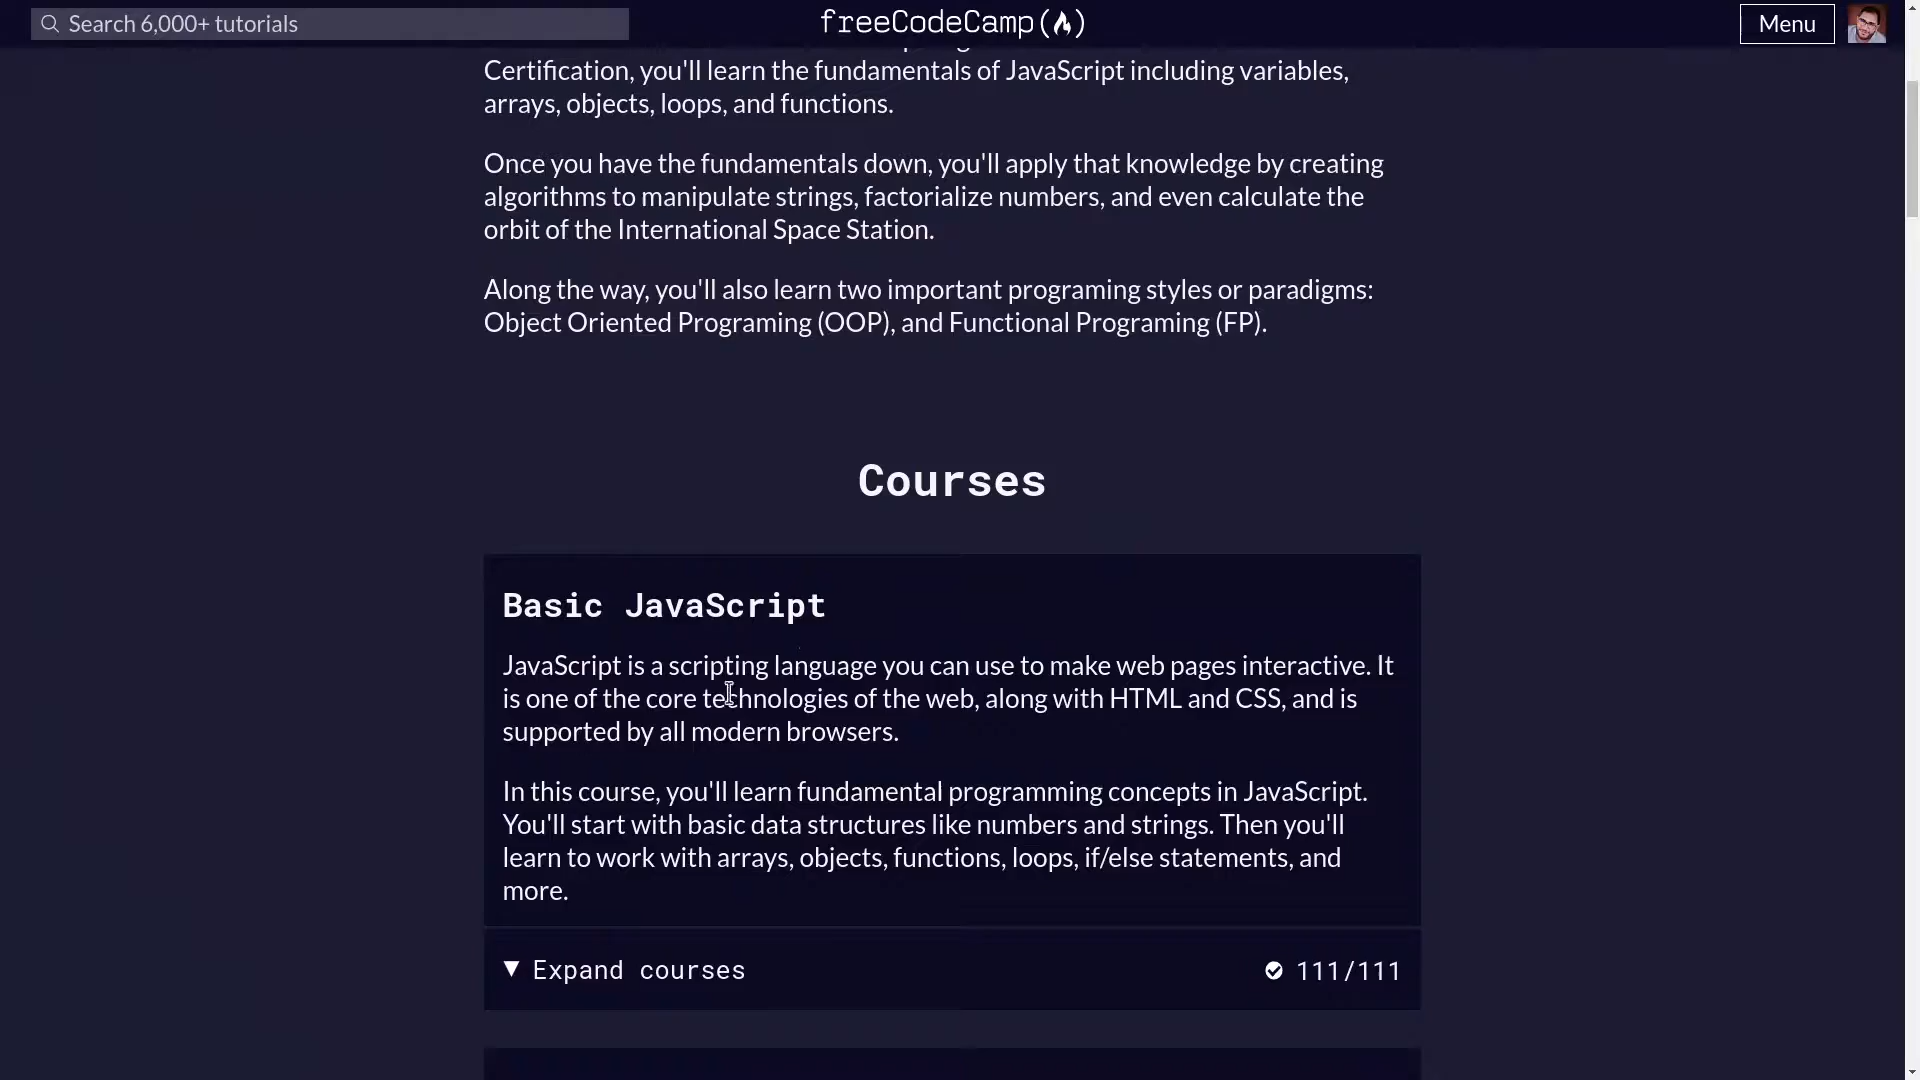 Search 6,000+ tutorials
freeCodeCamp
Menu
Certification, you'll learn the fundamentals of JavaScript including variables,
arrays, objects, loops, and functions.
Once you have the fundamentals down, you'll apply that knowledge by creating
algorithms to manipulate strings, factorialize numbers, and even calculate the
orbit of the International Space Station.
Along the way, you'll also learn two important programing styles or paradigms:
Object Oriented Programing (OOP), and Functional Programing (FP).
Courses
Basic JavaScript
JavaScript is a scripting language you can use to make web pages interactive. It
is one of the core technologies of the web, along with HTML and CSS, and is
supported by all modern browsers.
In this course, you'll learn fundamental programming concepts in JavaScript.
You'll start with basic data structures like numbers and strings. Then you'll
learn to work with arrays, objects, functions, loops, if/else statements, and
more.
Expand courses
111/111